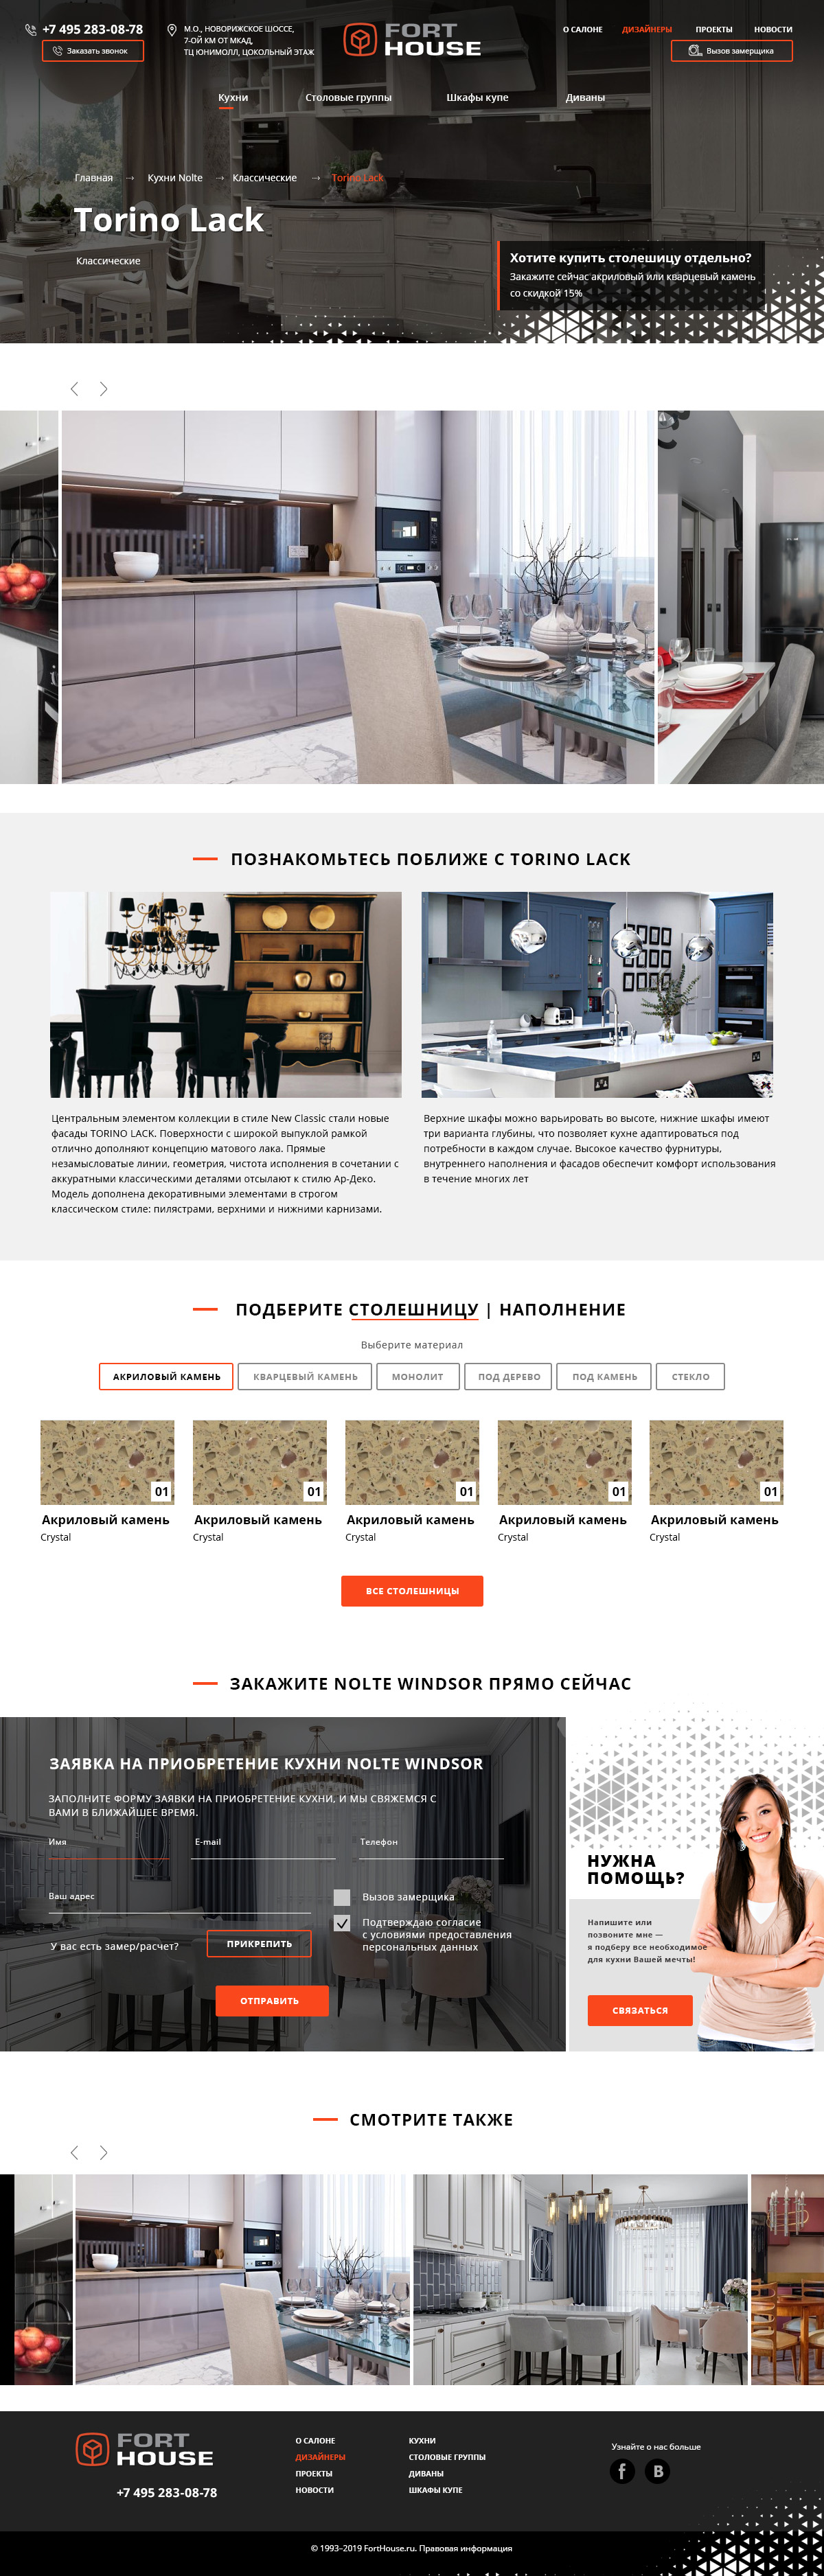 +7 495 283-08-78
Заказать звонок
М.О., НОВОРИЖСКОЕ ШОССЕ,
7-ОЙ КМ ОТ МКАД,
ТЦ ЮНИМОЛЛ, ЦОКОЛЬНЫЙ ЭТАЖ
FORT
HOUSE
О САЛОНЕ ДИЗАЙНЕРЫ ПРОЕКТЫ НОВОСТИ
Вызов замерщика
Кухни Столовые группы Шкафы купе Диваны
Главная → Кухни Nolte → Классические → Torino Lack
Torino Lack
Классические
Хотите купить столешицу отдельно?
Закажите сейчас акриловый или кварцевый камень
со скидкой 15%
ПОЗНАКОМЬТЕСЬ ПОБЛИЖЕ С TORINO LACK
Центральным элементом коллекции в стиле New Classic стали новые
фасады TORINO LACK. Поверхности с широкой выпуклой рамкой
отлично дополняют концепцию матового лака. Прямые
незамысловатые линии, геометрия, чистота исполнения в сочетании с
аккуратными классическими деталями отсылают к стилю Ар-Деко.
Модель дополнена декоративными элементами в строгом
классическом стиле: пилястрами, верхними и нижними карнизами.
Верхние шкафы можно варьировать во высоте, нижние шкафы имеют
три варианта глубины, что позволяет кухне адаптироваться под
потребности в каждом случае. Высокое качество фурнитуры,
внутреннего наполнения и фасадов обеспечит комфорт использования
в течение многих лет
ПОДБЕРИТЕ СТОЛЕШНИЦУ | НАПОЛНЕНИЕ
Выберите материал
АКРИЛОВЫЙ КАМЕНЬ КВАРЦЕВЫЙ КАМЕНЬ МОНОЛИТ ПОД ДЕРЕВО ПОД КАМЕНЬ СТЕКЛО
01 01 01 01 01
Акриловый камень Акриловый камень Акриловый камень Акриловый камень Акриловый камень
Crystal Crystal Crystal Crystal Crystal
ВСЕ СТОЛЕШНИЦЫ
ЗАКАЖИТЕ NOLTE WINDSOR ПРЯМО СЕЙЧАС
ЗАЯВКА НА ПРИОБРЕТЕНИЕ КУХНИ NOLTE WINDSOR
ЗАПОЛНИТЕ ФОРМУ ЗАЯВКИ НА ПРИОБРЕТЕНИЕ КУХНИ, И МЫ СВЯЖЕМСЯ С
ВАМИ В БЛИЖАЙШЕЕ ВРЕМЯ.
Имя E-mail Телефон
Ваш адрес
Вызов замерщика
Подтверждаю согласие
с условиями предоставления
персональных данных
У вас есть замер/расчет?
ПРИКРЕПИТЬ
ОТПРАВИТЬ
НУЖНА
ПОМОЩЬ?
Напишите или
позвоните мне —
я подберу все необходимое
для кухни Вашей мечты!
СВЯЗАТЬСЯ
СМОТРИТЕ ТАКЖЕ
FORT
HOUSE
+7 495 283-08-78
О САЛОНЕ
ДИЗАЙНЕРЫ
ПРОЕКТЫ
НОВОСТИ
КУХНИ
СТОЛОВЫЕ ГРУППЫ
ДИВАНЫ
ШКАФЫ КУПЕ
Узнайте о нас больше
f B
© 1993–2019 FortHouse.ru. Правовая информация